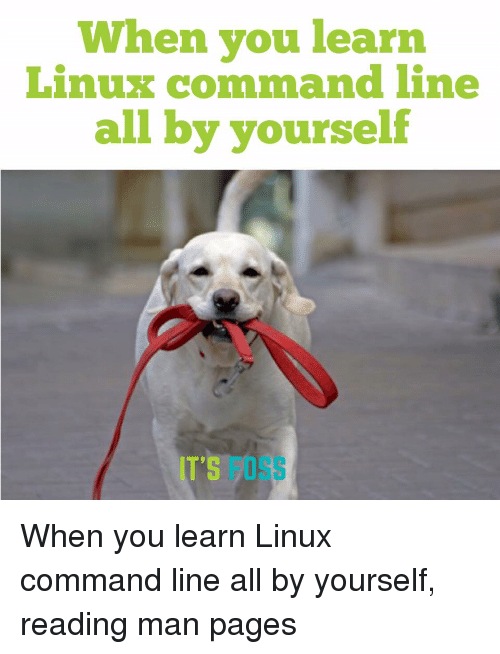 When you learn
Linux command line
all by yourself
IT'S FOSS
When you learn Linux
command line all by yourself,
reading man pages